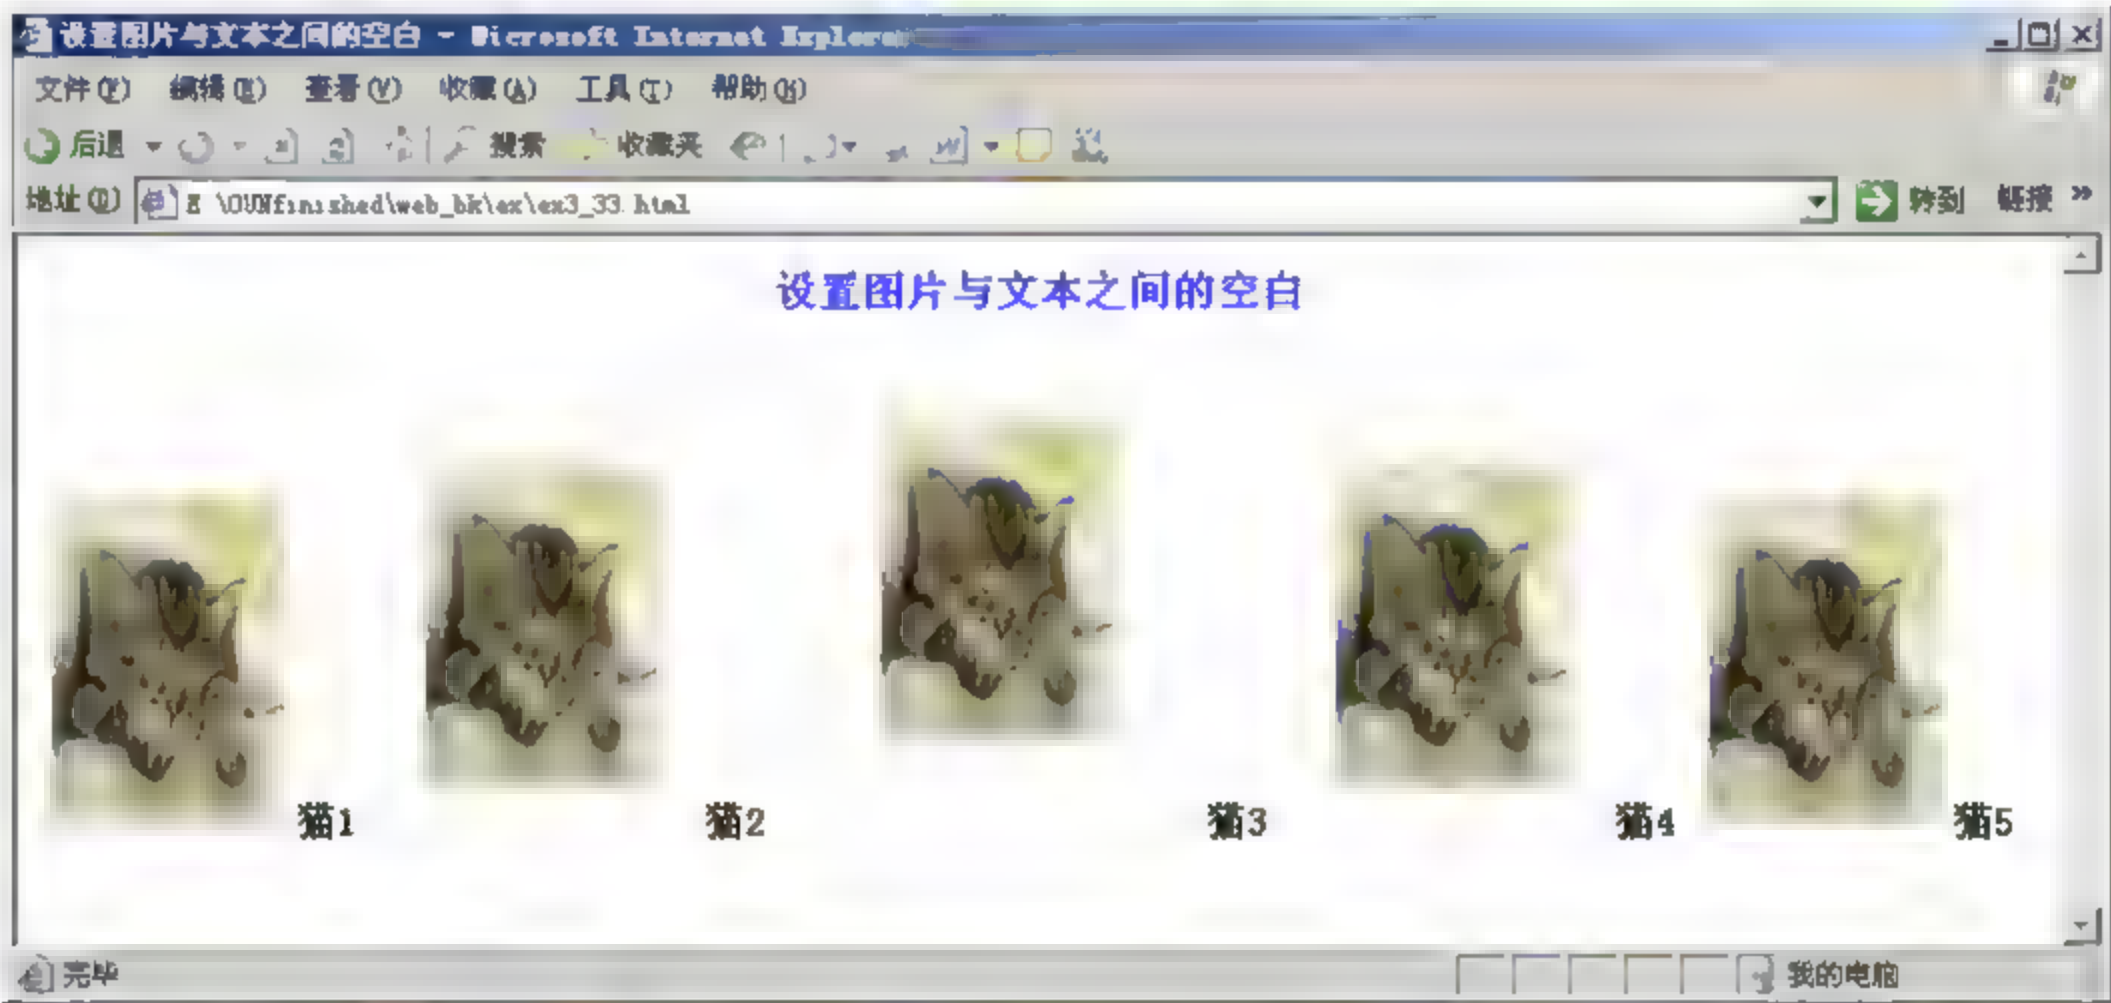 设置图片与文本之间的空白 - Microsoft Internet Explorer
文件(F) 编辑(E) 查看(V) 收藏(A) 工具(T) 帮助(H)
后退 搜索 收藏夹
地址(D) E:\OUNfinished\web_bk\ex\ex3_33.html 转到 链接 »
设置图片与文本之间的空白
猫1 猫2 猫3 猫4 猫5
完毕 我的电脑